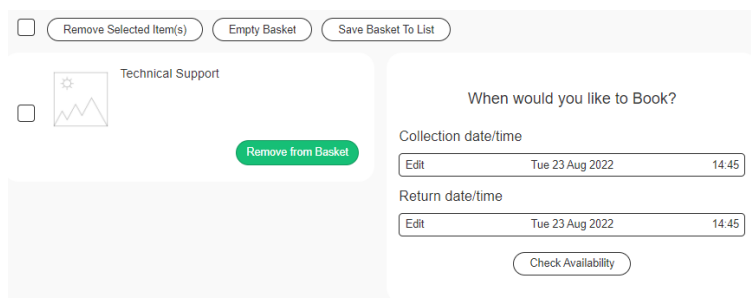 Remove Selected Item(s) Empty Basket Save Basket To List
Technical Support
Remove from Basket
When would you like to Book?
Collection date/time
Edit Tue 23 Aug 2022 14:45
Return date/time
Edit Tue 23 Aug 2022 14:45
Check Availability